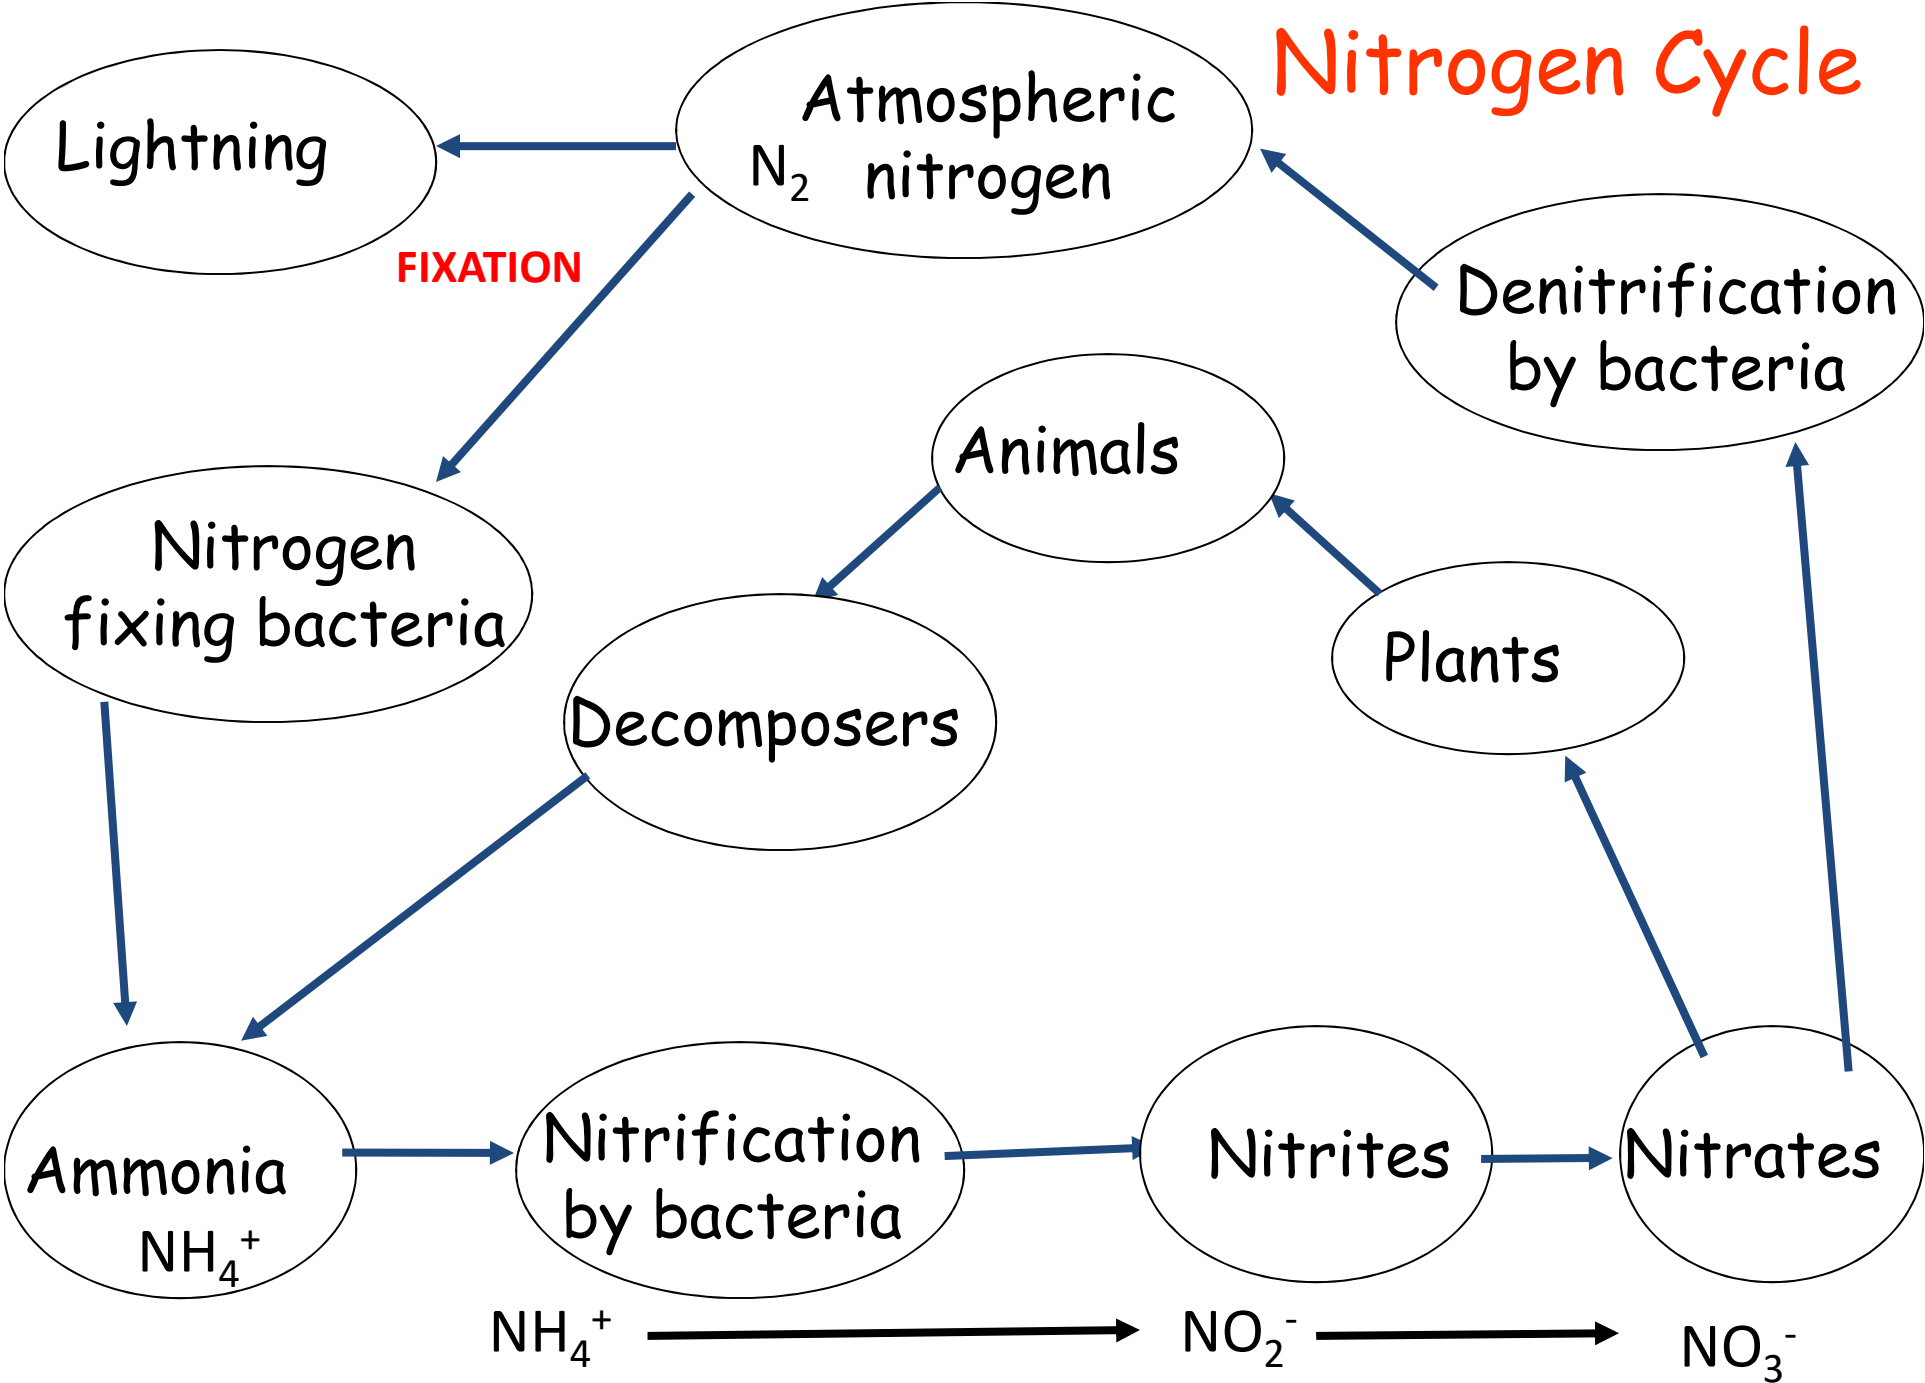 Nitrogen Cycle
Atmospheric
N₂ nitrogen
Lightning
FIXATION
Denitrification
by bacteria
Animals
Nitrogen
fixing bacteria
Plants
Decomposers
Ammonia
NH₄⁺
Nitrification
by bacteria
Nitrites
Nitrates
NH₄⁺
NO₂⁻
NO₃⁻